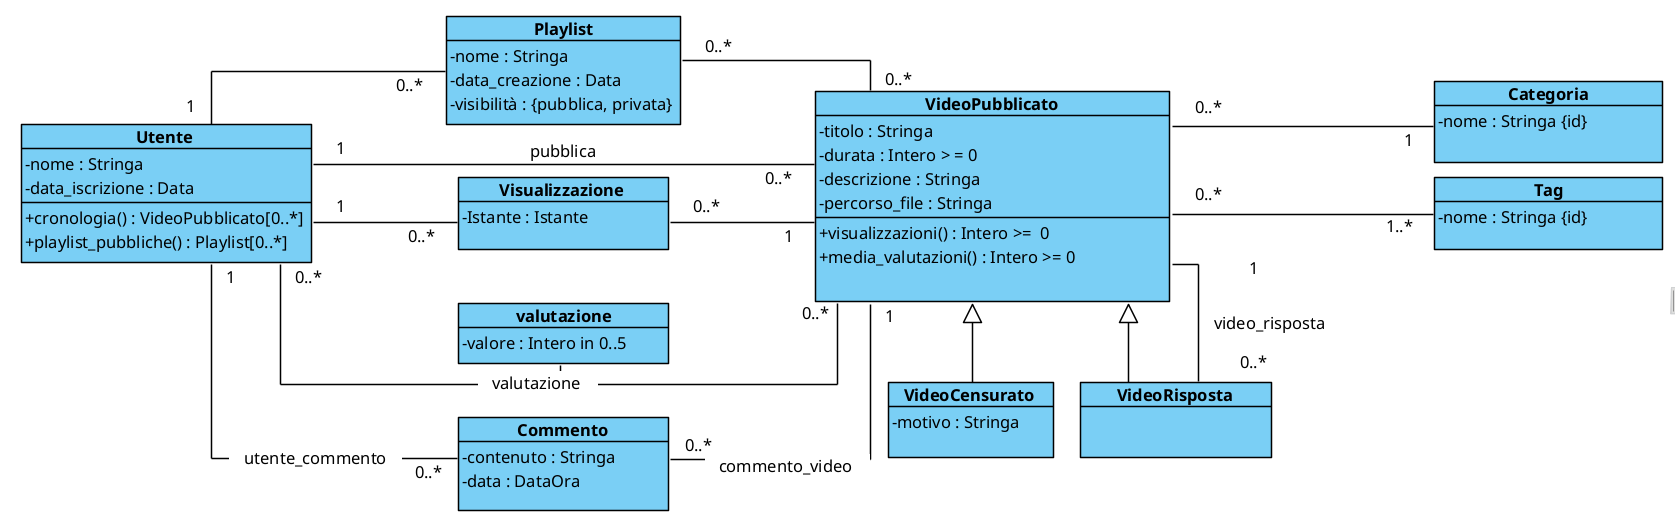 Playlist
-nome : Stringa
-data_creazione : Data
-visibilità : {pubblica, privata}
0..*
0..*
1
0..*
Utente
-nome : Stringa
-data_iscrizione : Data
+cronologia() : VideoPubblicato[0..*]
+playlist_pubbliche() : Playlist[0..*]
1
pubblica
0..*
VideoPubblicato
-titolo : Stringa
-durata : Intero > = 0
-descrizione : Stringa
-percorso_file : Stringa
+visualizzazioni() : Intero >=  0
+media_valutazioni() : Intero >= 0
0..*
1
Categoria
-nome : Stringa {id}
Visualizzazione
-Istante : Istante
1
0..*
0..*
1
0..*
1..*
Tag
-nome : Stringa {id}
1
0..*
valutazione
-valore : Intero in 0..5
valutazione
0..*
1
1
video_risposta
0..*
VideoCensurato
-motivo : Stringa
VideoRisposta
utente_commento
0..*
Commento
-contenuto : Stringa
-data : DataOra
0..*
commento_video